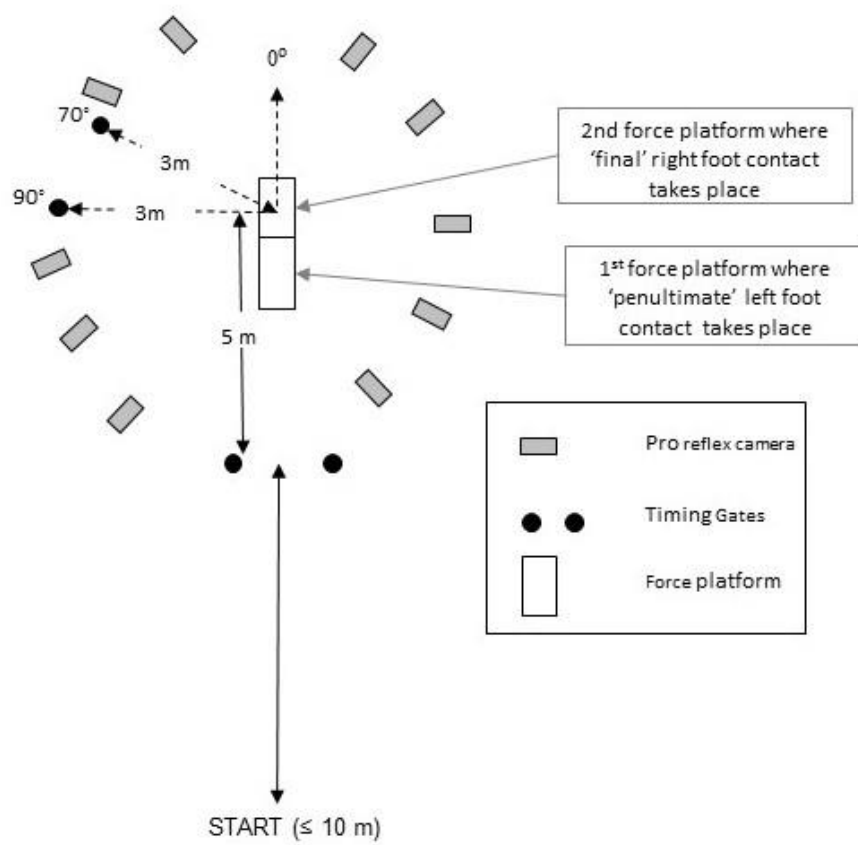 0⁰
70°
3m
90°
3m
5 m
2nd force platform where
‘final’ right foot contact
takes place
1st force platform where
‘penultimate’ left foot
contact takes place
Pro reflex camera
Timing Gates
Force platform
START (≤ 10 m)